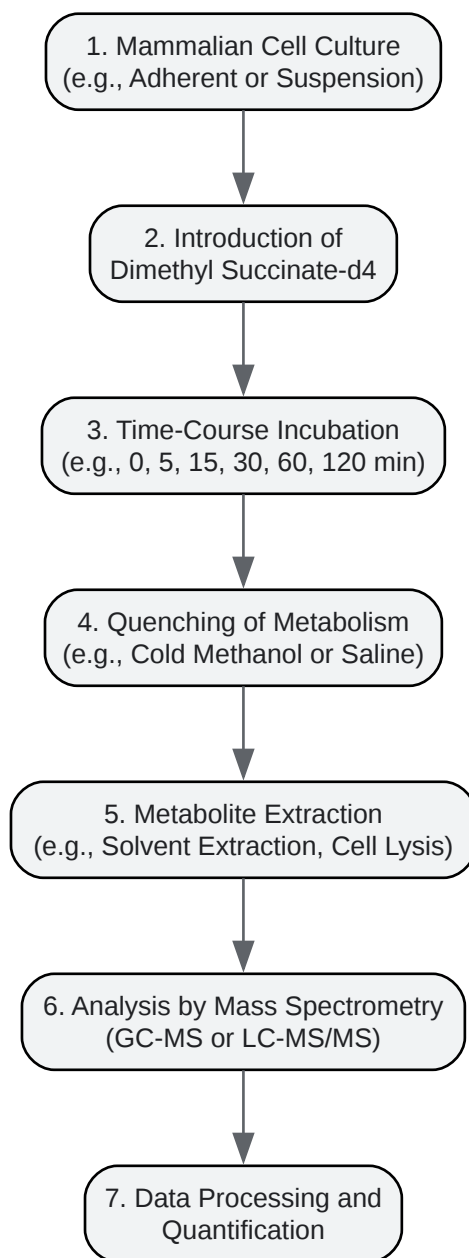 1. Mammalian Cell Culture
(e.g., Adherent or Suspension)
2. Introduction of
Dimethyl Succinate-d4
3. Time-Course Incubation
(e.g., 0, 5, 15, 30, 60, 120 min)
4. Quenching of Metabolism
(e.g., Cold Methanol or Saline)
5. Metabolite Extraction
(e.g., Solvent Extraction, Cell Lysis)
6. Analysis by Mass Spectrometry
(GC-MS or LC-MS/MS)
7. Data Processing and
Quantification